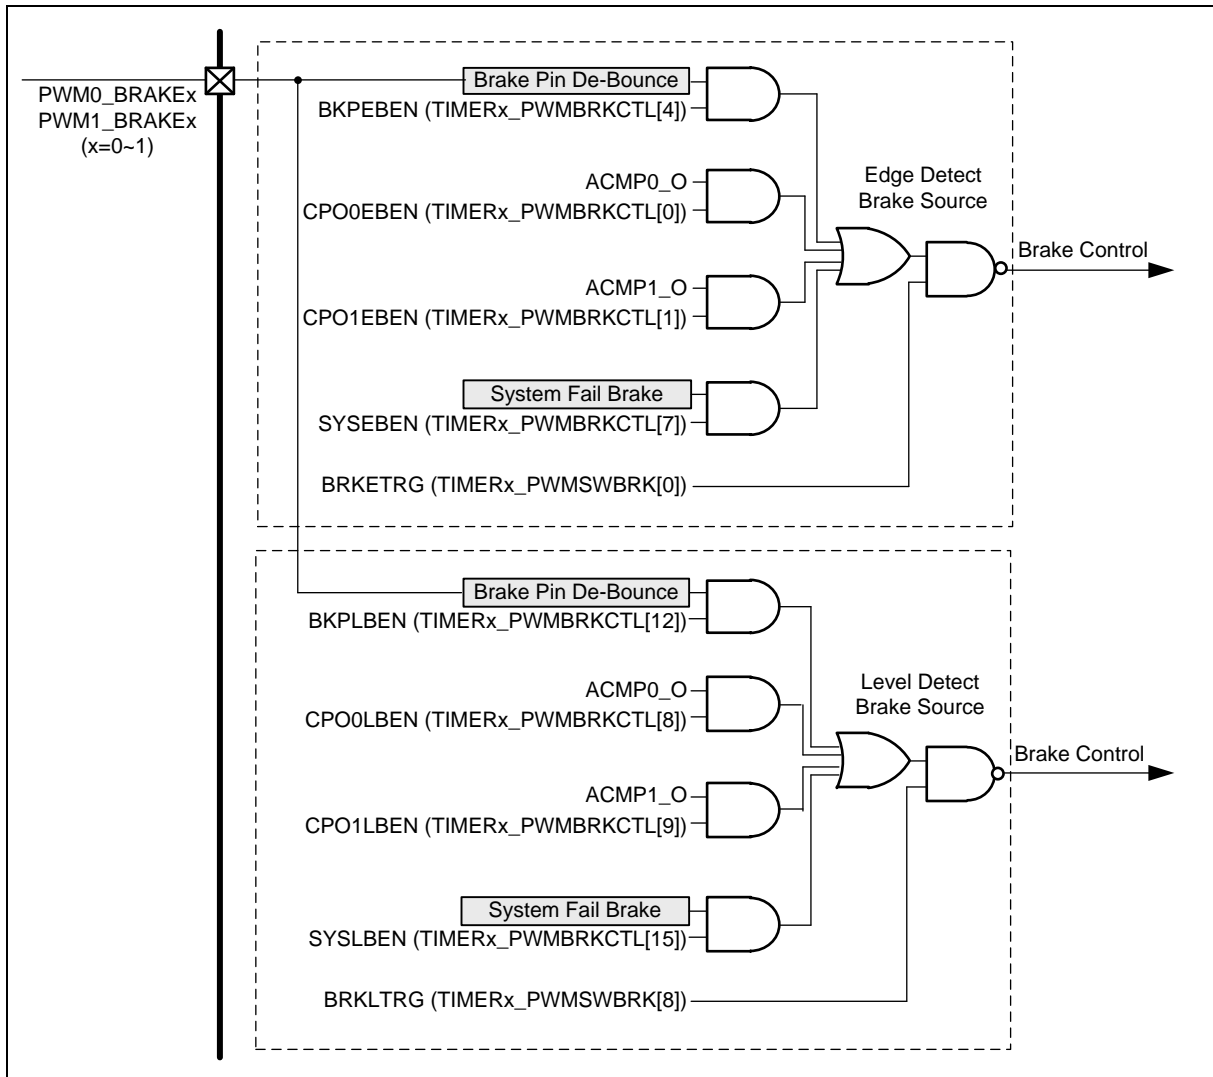 PWM0_BRAKEx
PWM1_BRAKEx
(x=0~1)
Brake Pin De-Bounce
BKPEBEN (TIMERx_PWMBRKCTL[4])
ACMP0_O
CPO0EBEN (TIMERx_PWMBRKCTL[0])
ACMP1_O
CPO1EBEN (TIMERx_PWMBRKCTL[1])
System Fail Brake
SYSEBEN (TIMERx_PWMBRKCTL[7])
BRKETRG (TIMERx_PWMSWBRK[0])
Edge Detect
Brake Source
Brake Control
Brake Pin De-Bounce
BKPLBEN (TIMERx_PWMBRKCTL[12])
ACMP0_O
CPO0LBEN (TIMERx_PWMBRKCTL[8])
ACMP1_O
CPO1LBEN (TIMERx_PWMBRKCTL[9])
System Fail Brake
SYSLBEN (TIMERx_PWMBRKCTL[15])
BRKLTRG (TIMERx_PWMSWBRK[8])
Level Detect
Brake Source
Brake Control